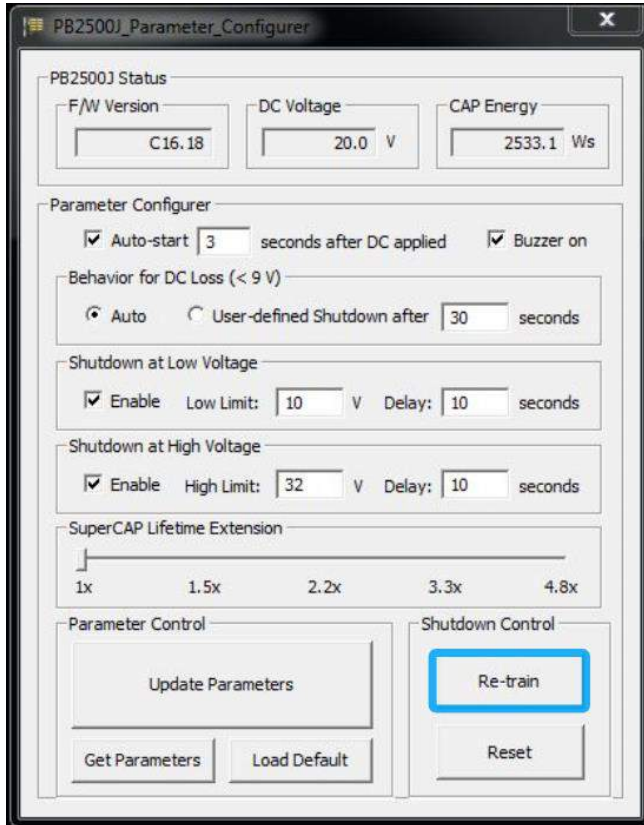 PB2500J_Parameter_Configurer
x
PB2500J Status
F/W Version
C16.18
DC Voltage
20.0 V
CAP Energy
2533.1 Ws
Parameter Configurer
Auto-start 3 seconds after DC applied
Buzzer on
Behavior for DC Loss (< 9 V)
Auto
User-defined Shutdown after 30 seconds
Shutdown at Low Voltage
Enable Low Limit: 10 V Delay: 10 seconds
Shutdown at High Voltage
Enable High Limit: 32 V Delay: 10 seconds
SuperCAP Lifetime Extension
1x 1.5x 2.2x 3.3x 4.8x
Parameter Control
Update Parameters
Get Parameters
Load Default
Shutdown Control
Re-train
Reset